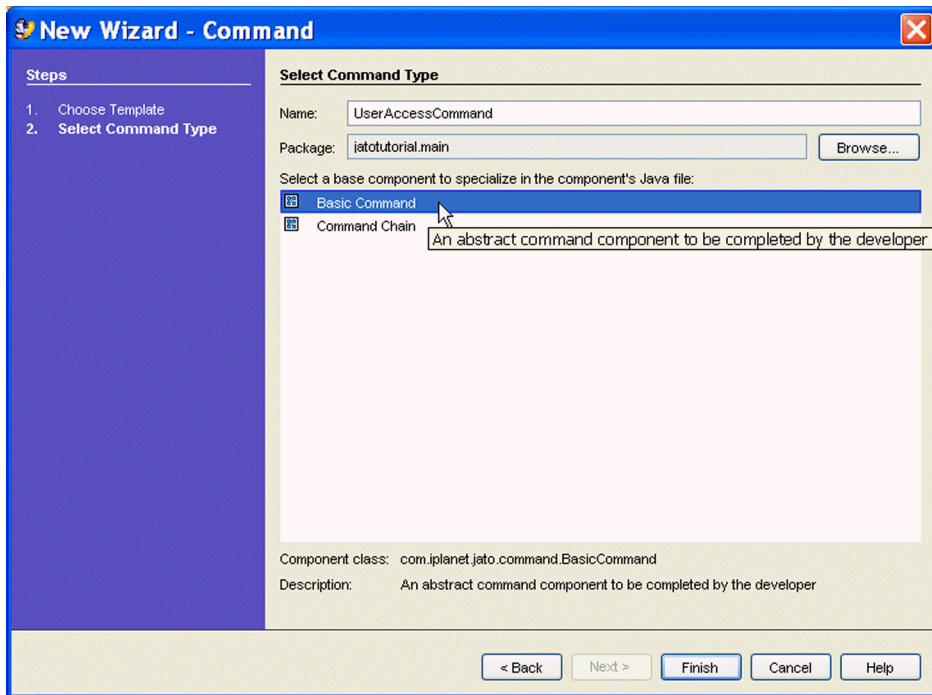 New Wizard - Command
Steps
1. Choose Template
2. Select Command Type
Select Command Type
Name: UserAccessCommand
Package: jatotutorial.main Browse...
Select a base component to specialize in the component's Java file:
Basic Command
Command Chain
An abstract command component to be completed by the developer
Component class: com.iplanet.jato.command.BasicCommand
Description: An abstract command component to be completed by the developer
< Back Next > Finish Cancel Help